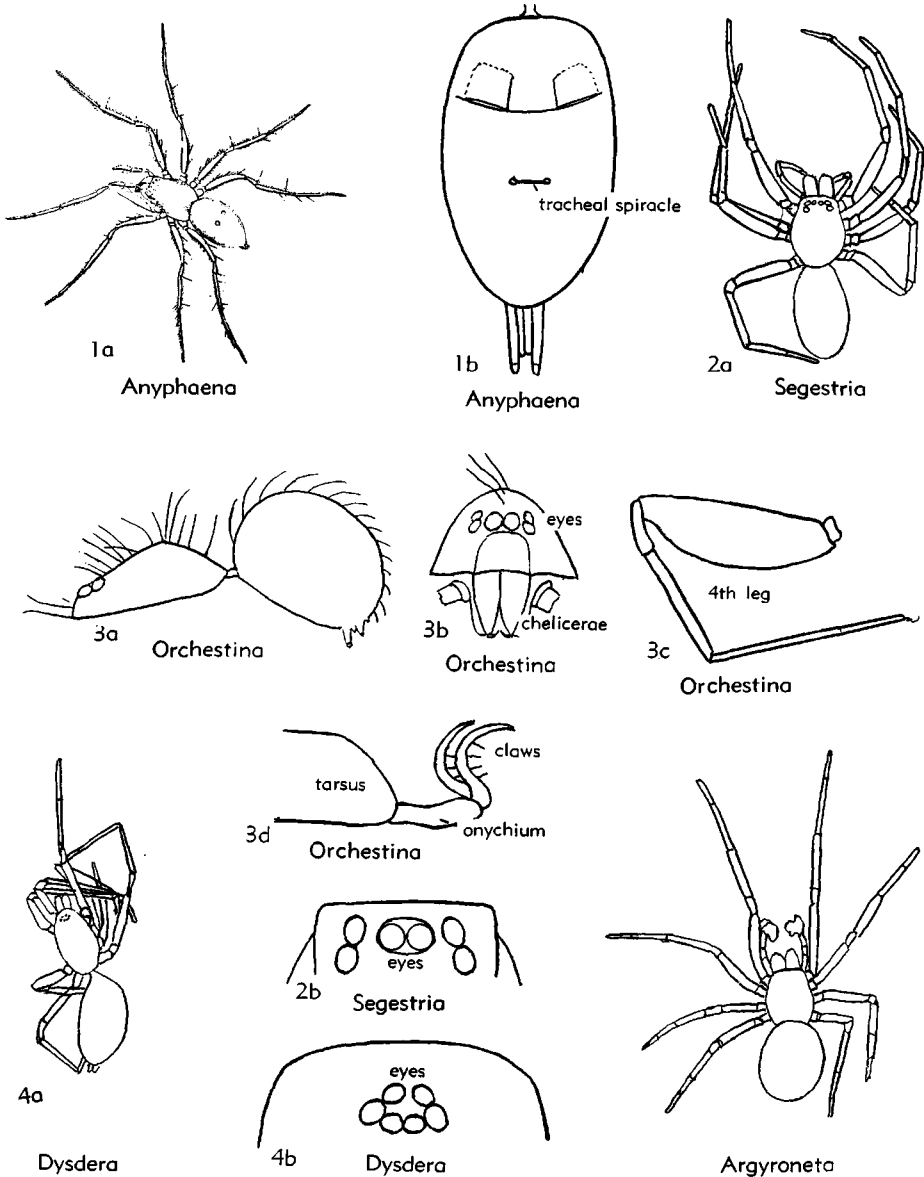 1a
Anyphaena
tracheal spiracle
1b
Anyphaena
2a
Segestria
3a
Orchestina
eyes
chelicerae
3b
Orchestina
4th leg
3c
Orchestina
claws
tarsus
onychium
3d
Orchestina
eyes
2b
Segestria
4a
Dysdera
eyes
4b
Dysdera
Argyroneta